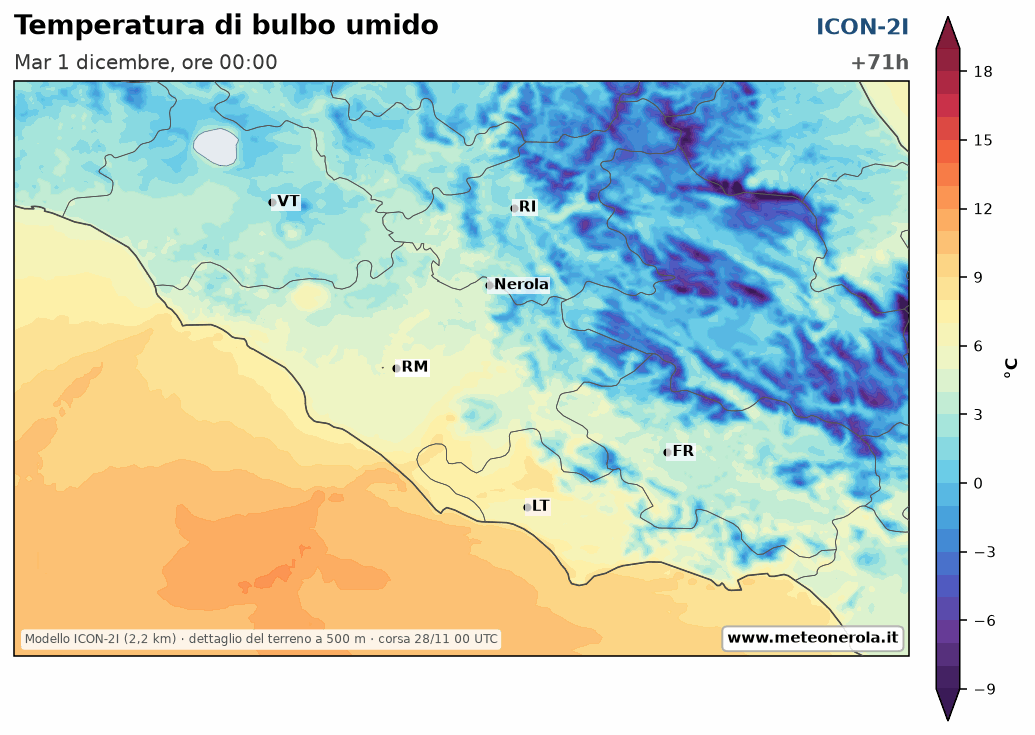 Temperatura di bulbo umido
ICON-2I
Mar 1 dicembre, ore 00:00
+71h
VT
RI
Nerola
RM
FR
LT
Modello ICON-2I (2,2 km) · dettaglio del terreno a 500 m · corsa 28/11 00 UTC
www.meteonerola.it
18
15
12
9
6
3
0
−3
−6
−9
°C